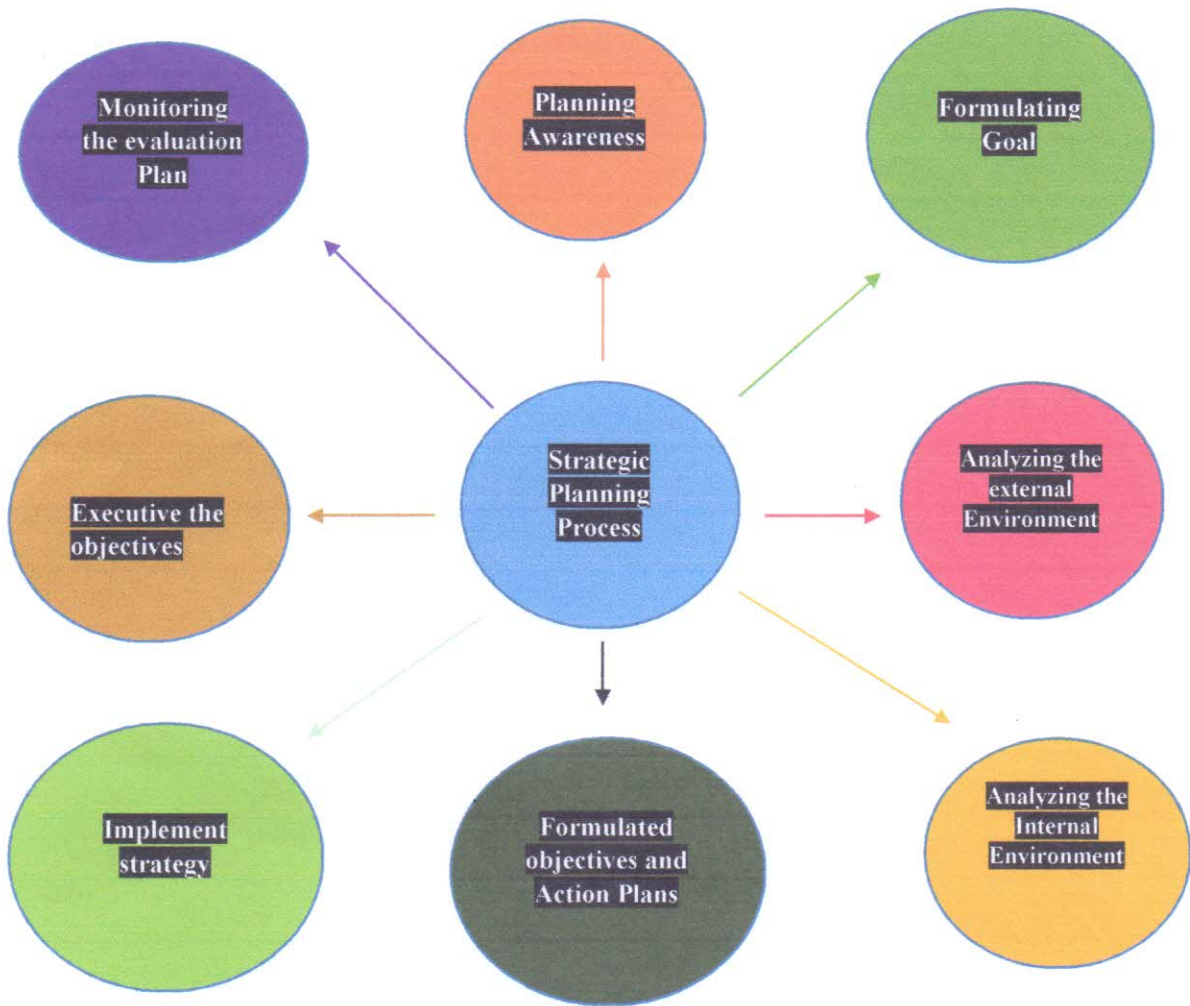 Monitoring
the evaluation
Plan
Planning
Awareness
Formulating
Goal
Executive the
objectives
Strategic
Planning
Process
Analyzing the
external
Environment
Implement
strategy
Formulated
objectives and
Action Plans
Analyzing the
Internal
Environment